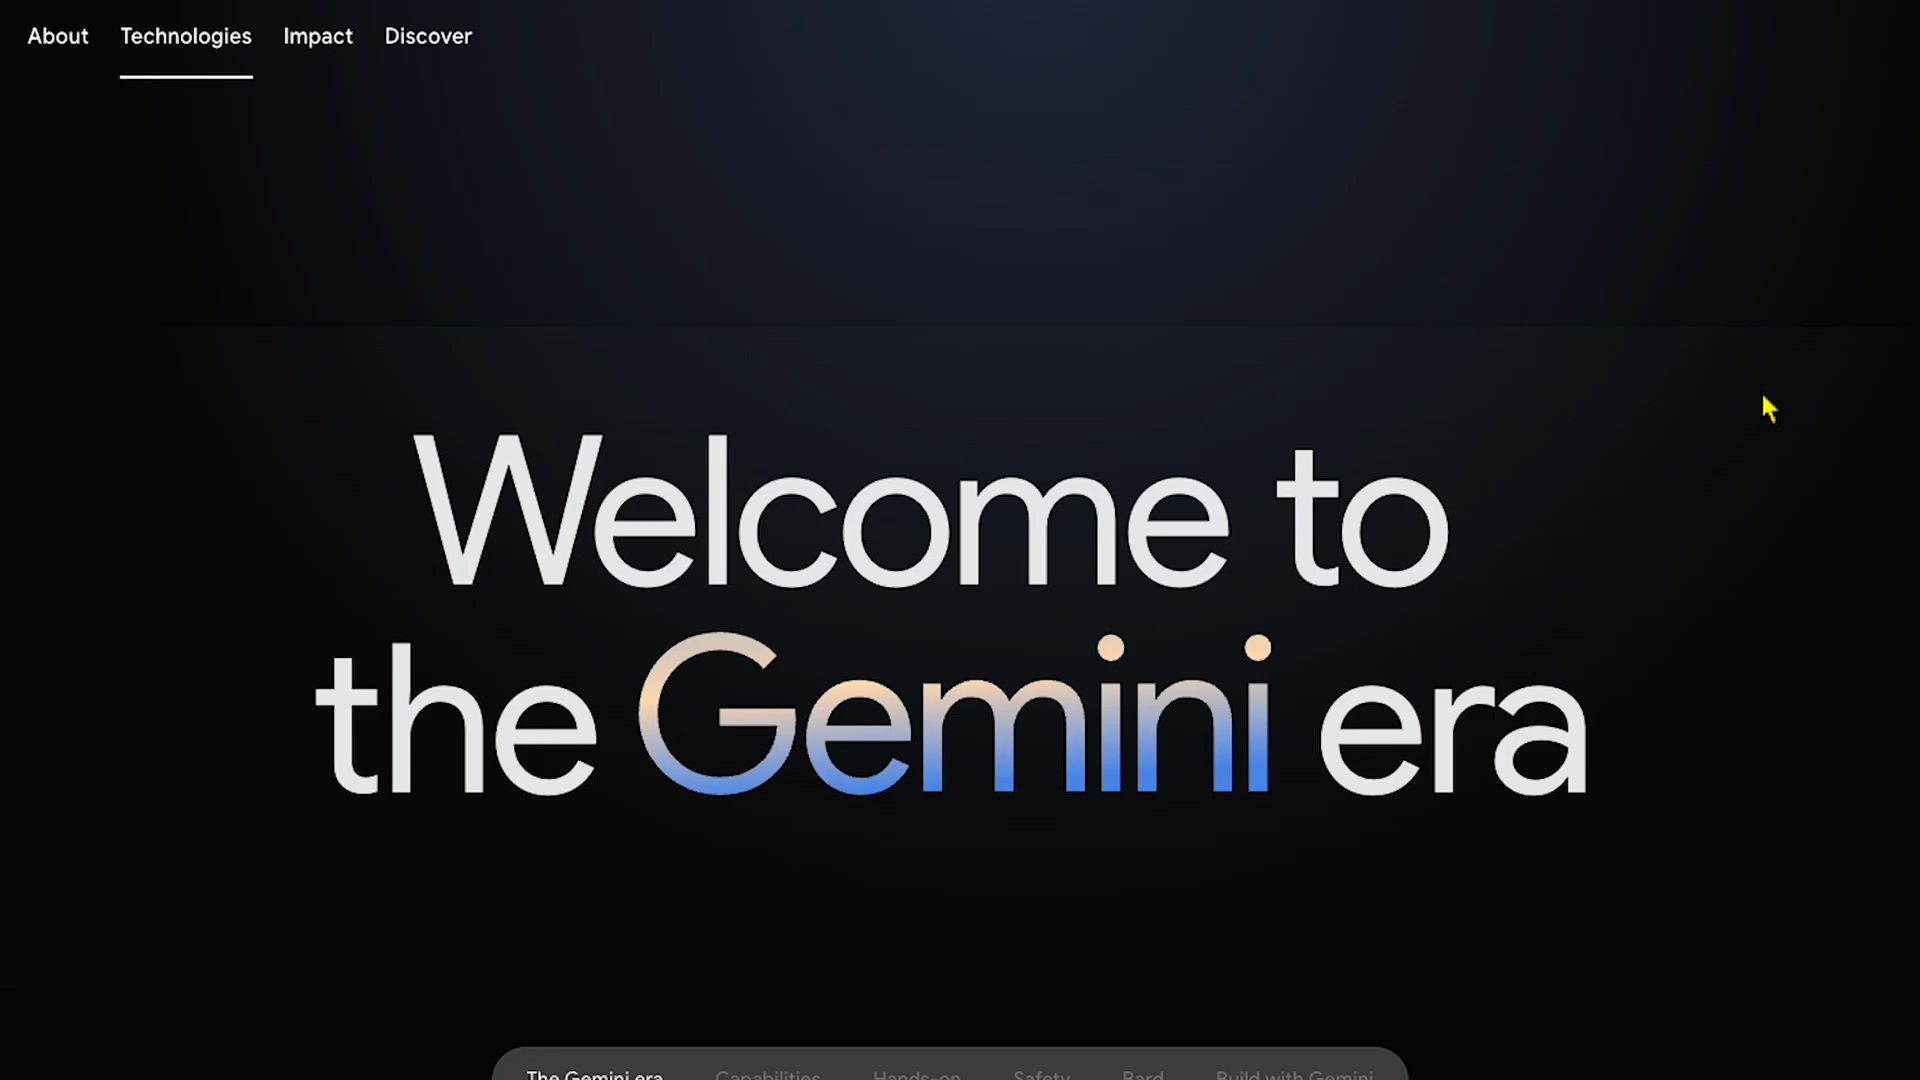 About Technologies Impact Discover
Welcome to
the Gemini era
The Gemini era Capabilities Hands-on Safety Bard Build with Gemini